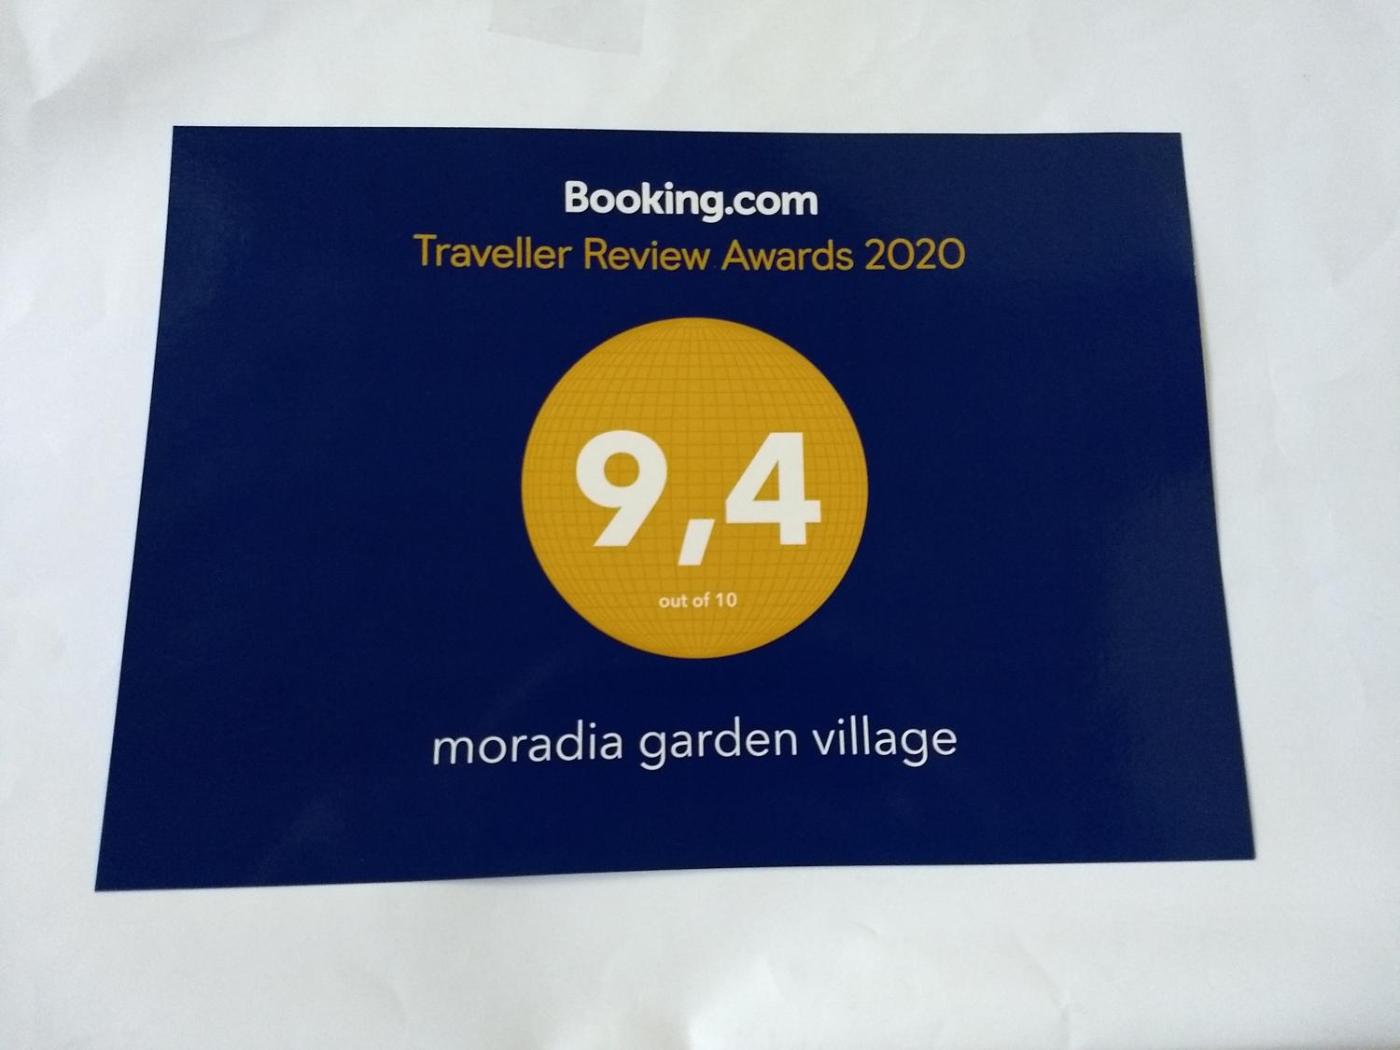 Booking.com
Traveller Review Awards 2020
9,4
out of 10
moradia garden village